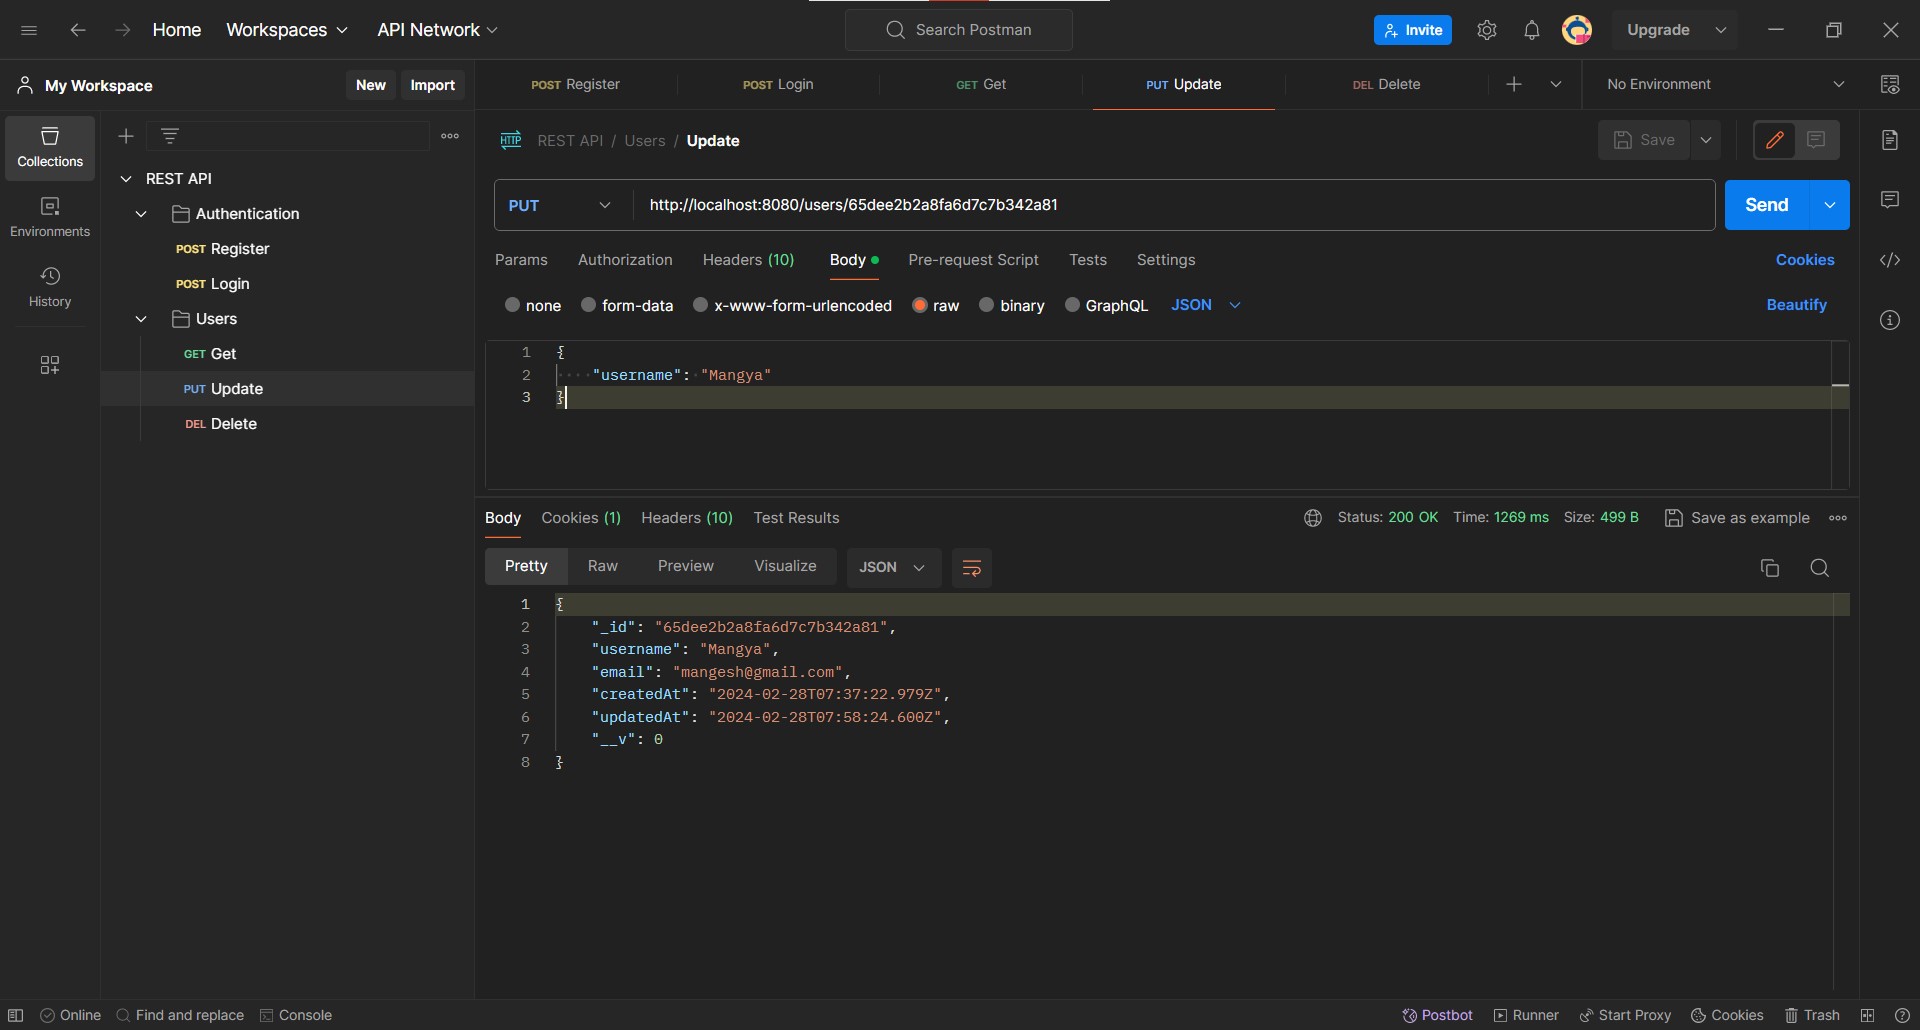 Home Workspaces API Network Search Postman Invite Upgrade
My Workspace New Import
POST Register POST Login GET Get PUT Update DEL Delete No Environment
Collections
Environments
History
REST API
Authentication
POST Register
POST Login
Users
GET Get
PUT Update
DEL Delete
HTTP REST API / Users / Update Save
PUT http://localhost:8080/users/65dee2b2a8fa6d7c7b342a81 Send
Params Authorization Headers (10) Body Pre-request Script Tests Settings Cookies
none form-data x-www-form-urlencoded raw binary GraphQL JSON Beautify
1 {
2 "username": "Mangya"
3 }
Body Cookies (1) Headers (10) Test Results Status: 200 OK Time: 1269 ms Size: 499 B Save as example
Pretty Raw Preview Visualize JSON
1 {
2 "_id": "65dee2b2a8fa6d7c7b342a81",
3 "username": "Mangya",
4 "email": "mangesh@gmail.com",
5 "createdAt": "2024-02-28T07:37:22.979Z",
6 "updatedAt": "2024-02-28T07:58:24.600Z",
7 "__v": 0
8 }
Online Find and replace Console Postbot Runner Start Proxy Cookies Trash